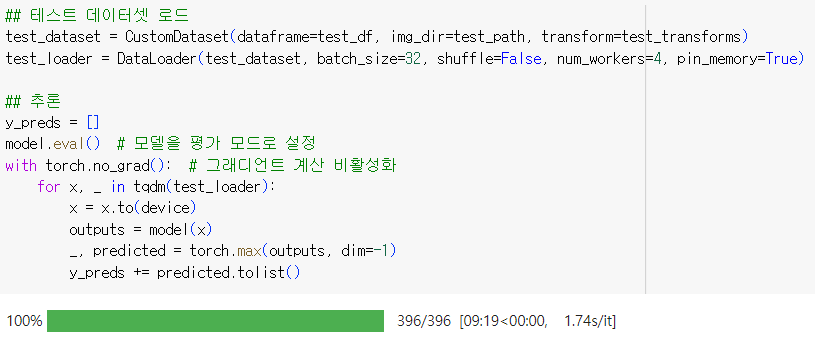 ## 테스트 데이터셋 로드
test_dataset = CustomDataset(dataframe=test_df, img_dir=test_path, transform=test_transforms)
test_loader = DataLoader(test_dataset, batch_size=32, shuffle=False, num_workers=4, pin_memory=True)

## 추론
y_preds = []
model.eval()  # 모델을 평가 모드로 설정
with torch.no_grad():  # 그래디언트 계산 비활성화
    for x, _ in tqdm(test_loader):
        x = x.to(device)
        outputs = model(x)
        _, predicted = torch.max(outputs, dim=-1)
        y_preds += predicted.tolist()
100% 396/396 [09:19<00:00, 1.74s/it]